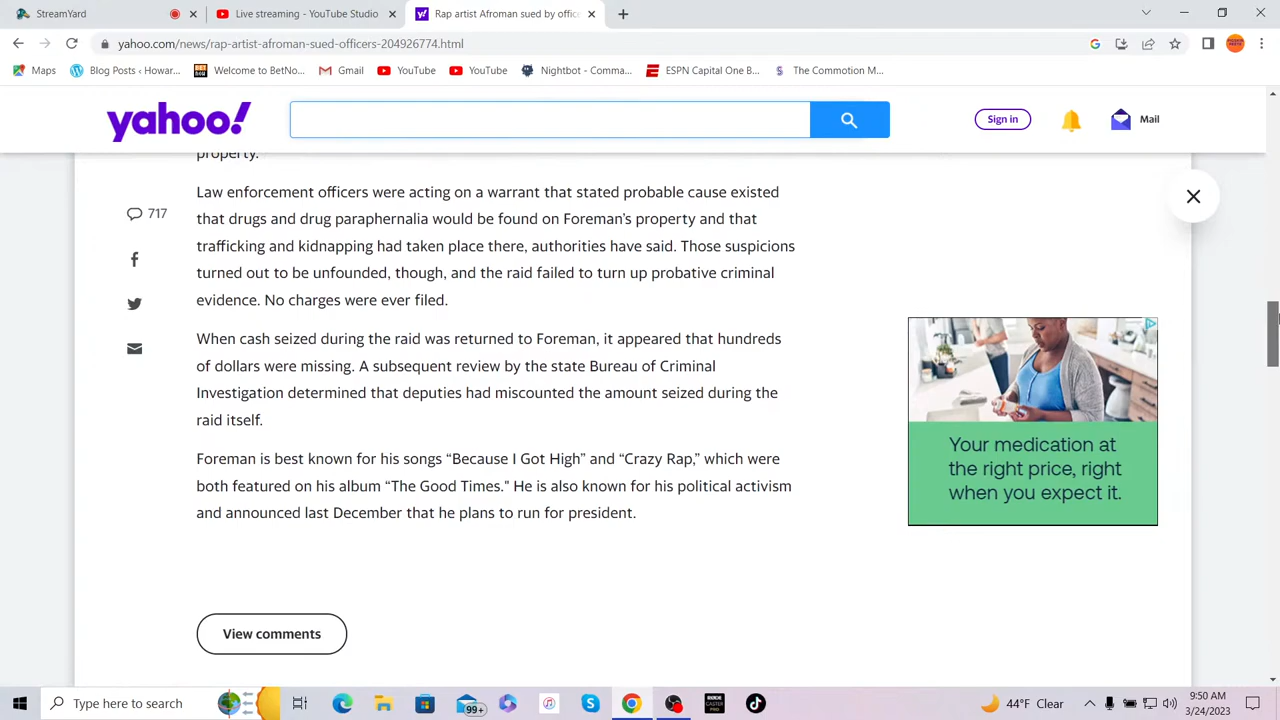 StreamYard
Live streaming - YouTube Studio
Rap artist Afroman sued by office
yahoo.com/news/rap-artist-afroman-sued-officers-204926774.html
Maps
Blog Posts ‹ Howar...
Welcome to BetNo...
Gmail
YouTube
YouTube
Nightbot - Comma...
ESPN Capital One B...
The Commotion M...
yahoo!
Sign in
Mail
property.
717
Law enforcement officers were acting on a warrant that stated probable cause existed
that drugs and drug paraphernalia would be found on Foreman’s property and that
trafficking and kidnapping had taken place there, authorities have said. Those suspicions
turned out to be unfounded, though, and the raid failed to turn up probative criminal
evidence. No charges were ever filed.
When cash seized during the raid was returned to Foreman, it appeared that hundreds
of dollars were missing. A subsequent review by the state Bureau of Criminal
Investigation determined that deputies had miscounted the amount seized during the
raid itself.
Foreman is best known for his songs “Because I Got High” and “Crazy Rap,” which were
both featured on his album “The Good Times." He is also known for his political activism
and announced last December that he plans to run for president.
Your medication at
the right price, right
when you expect it.
View comments
Type here to search
99+
44°F Clear
9:50 AM
3/24/2023